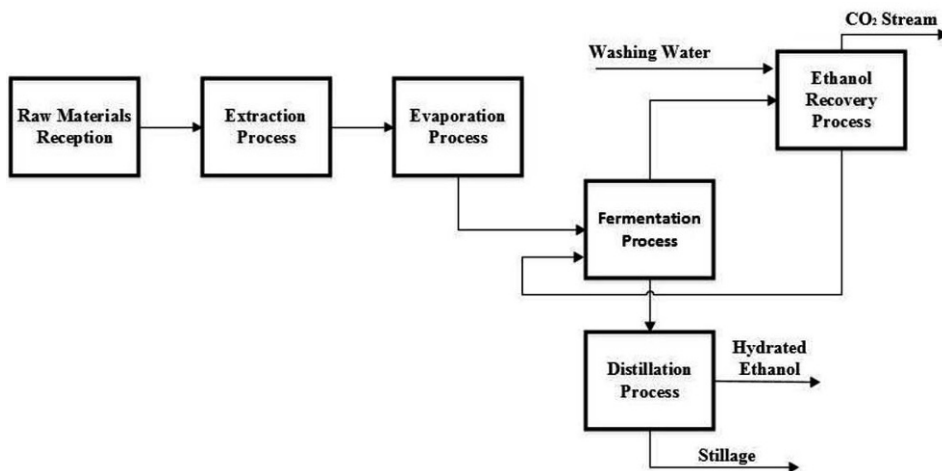 CO₂ Stream
Washing Water
Ethanol
Recovery
Process
Raw Materials
Reception
Extraction
Process
Evaporation
Process
Fermentation
Process
Distillation
Process
Hydrated
Ethanol
Stillage